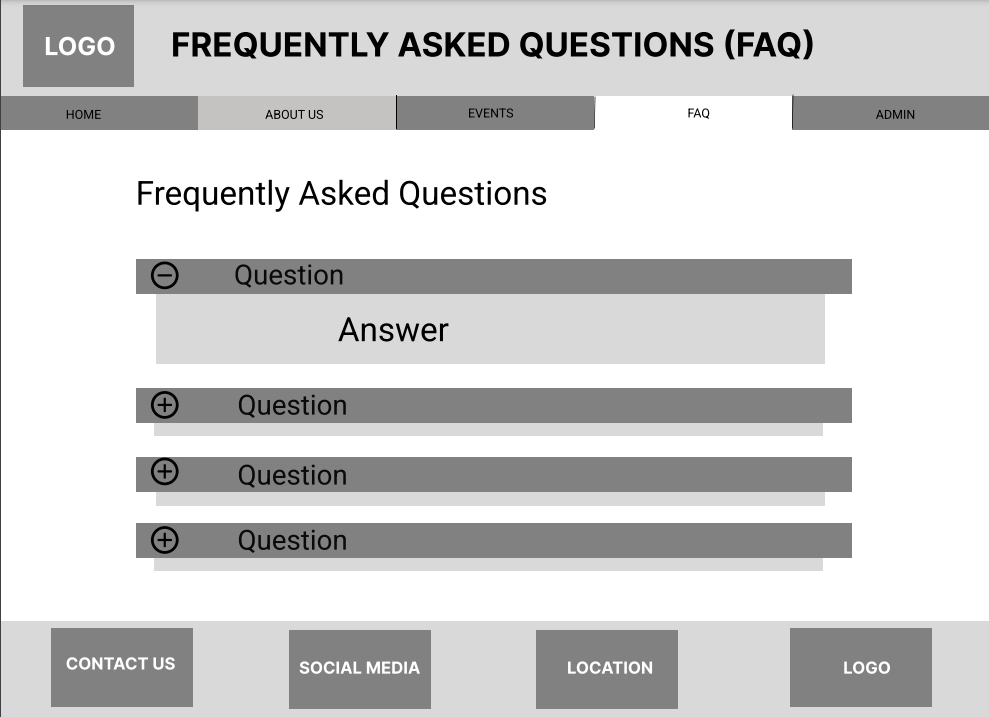 LOGO
FREQUENTLY ASKED QUESTIONS (FAQ)
HOME
ABOUT US
EVENTS
FAQ
ADMIN
Frequently Asked Questions
Question
Answer
Question
Question
Question
CONTACT US
SOCIAL MEDIA
LOCATION
LOGO